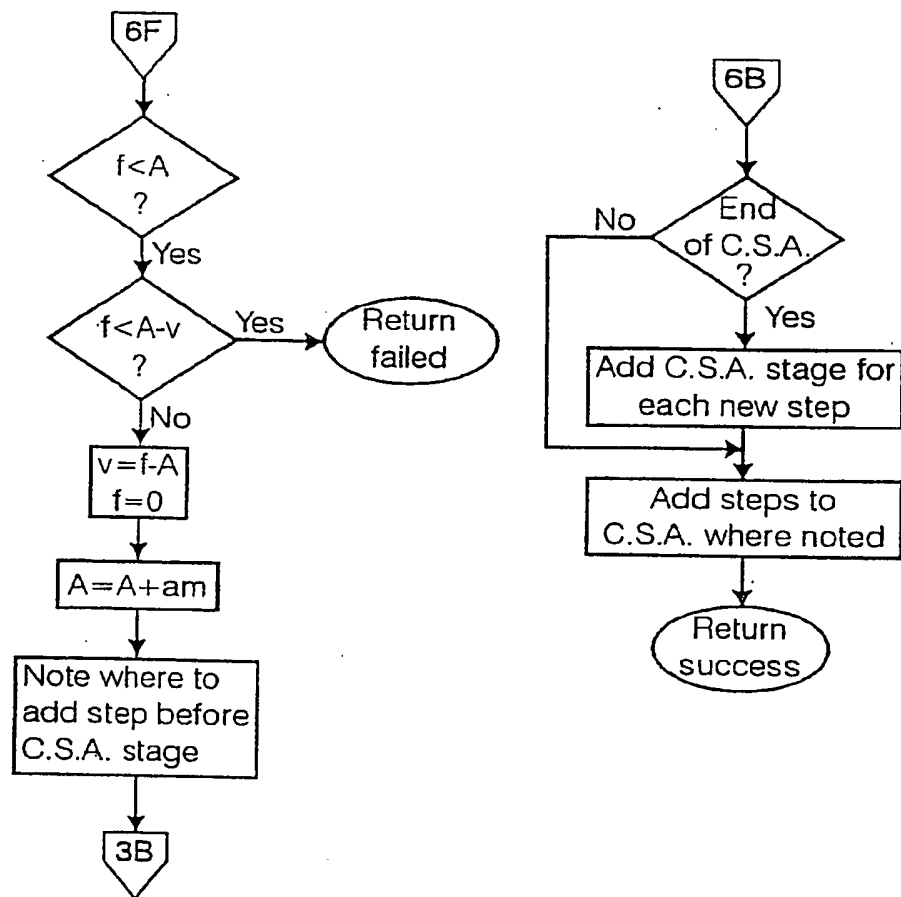 6F
f<A
?
Yes
f<A-v
?
Yes
Return
failed
No
v=f-A
f=0
A=A+am
Note where to
add step before
C.S.A. stage
3B
6B
End
of C.S.A.
?
No
Yes
Add C.S.A. stage for
each new step
Add steps to
C.S.A. where noted
Return
success